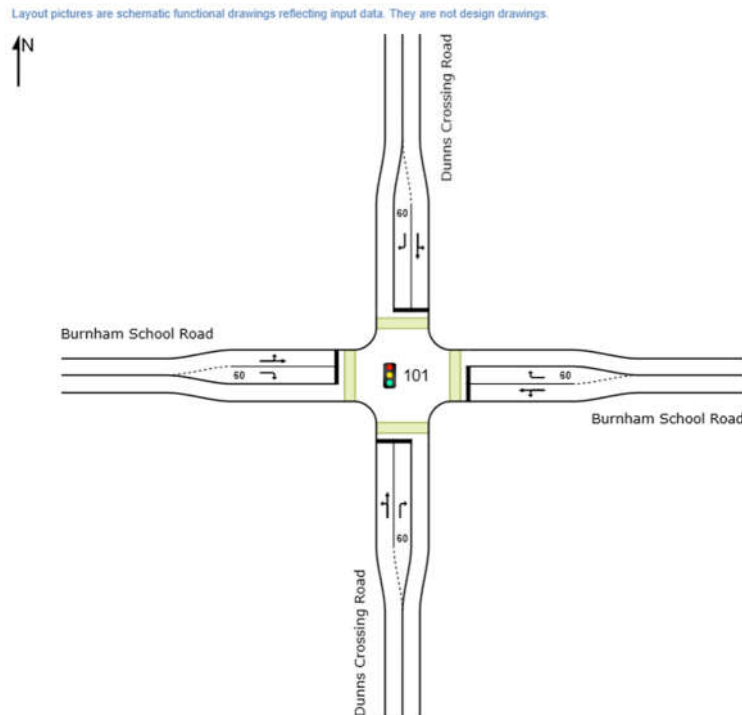 Layout pictures are schematic functional drawings reflecting input data. They are not design drawings.
N
Dunns Crossing Road
60
Burnham School Road
60
101
60
Burnham School Road
60
Dunns Crossing Road